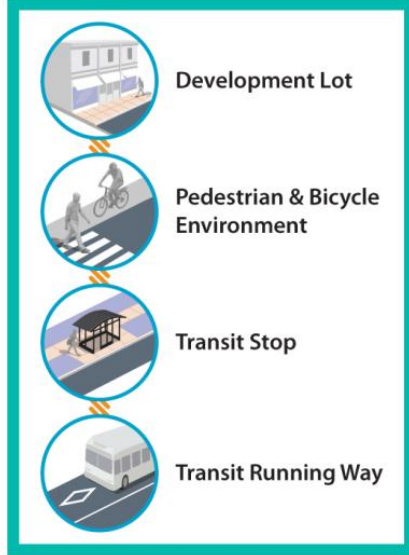 Development Lot
Pedestrian & Bicycle
Environment
Transit Stop
Transit Running Way